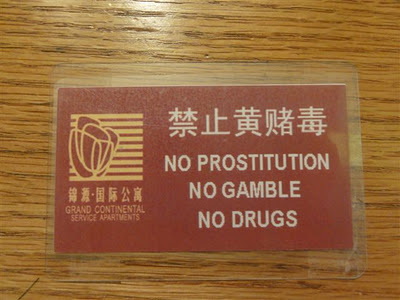 禁止黄赌毒
NO PROSTITUTION
NO GAMBLE
NO DRUGS
锦源·国际公寓
GRAND CONTINENTAL
SERVICE APARTMENTS